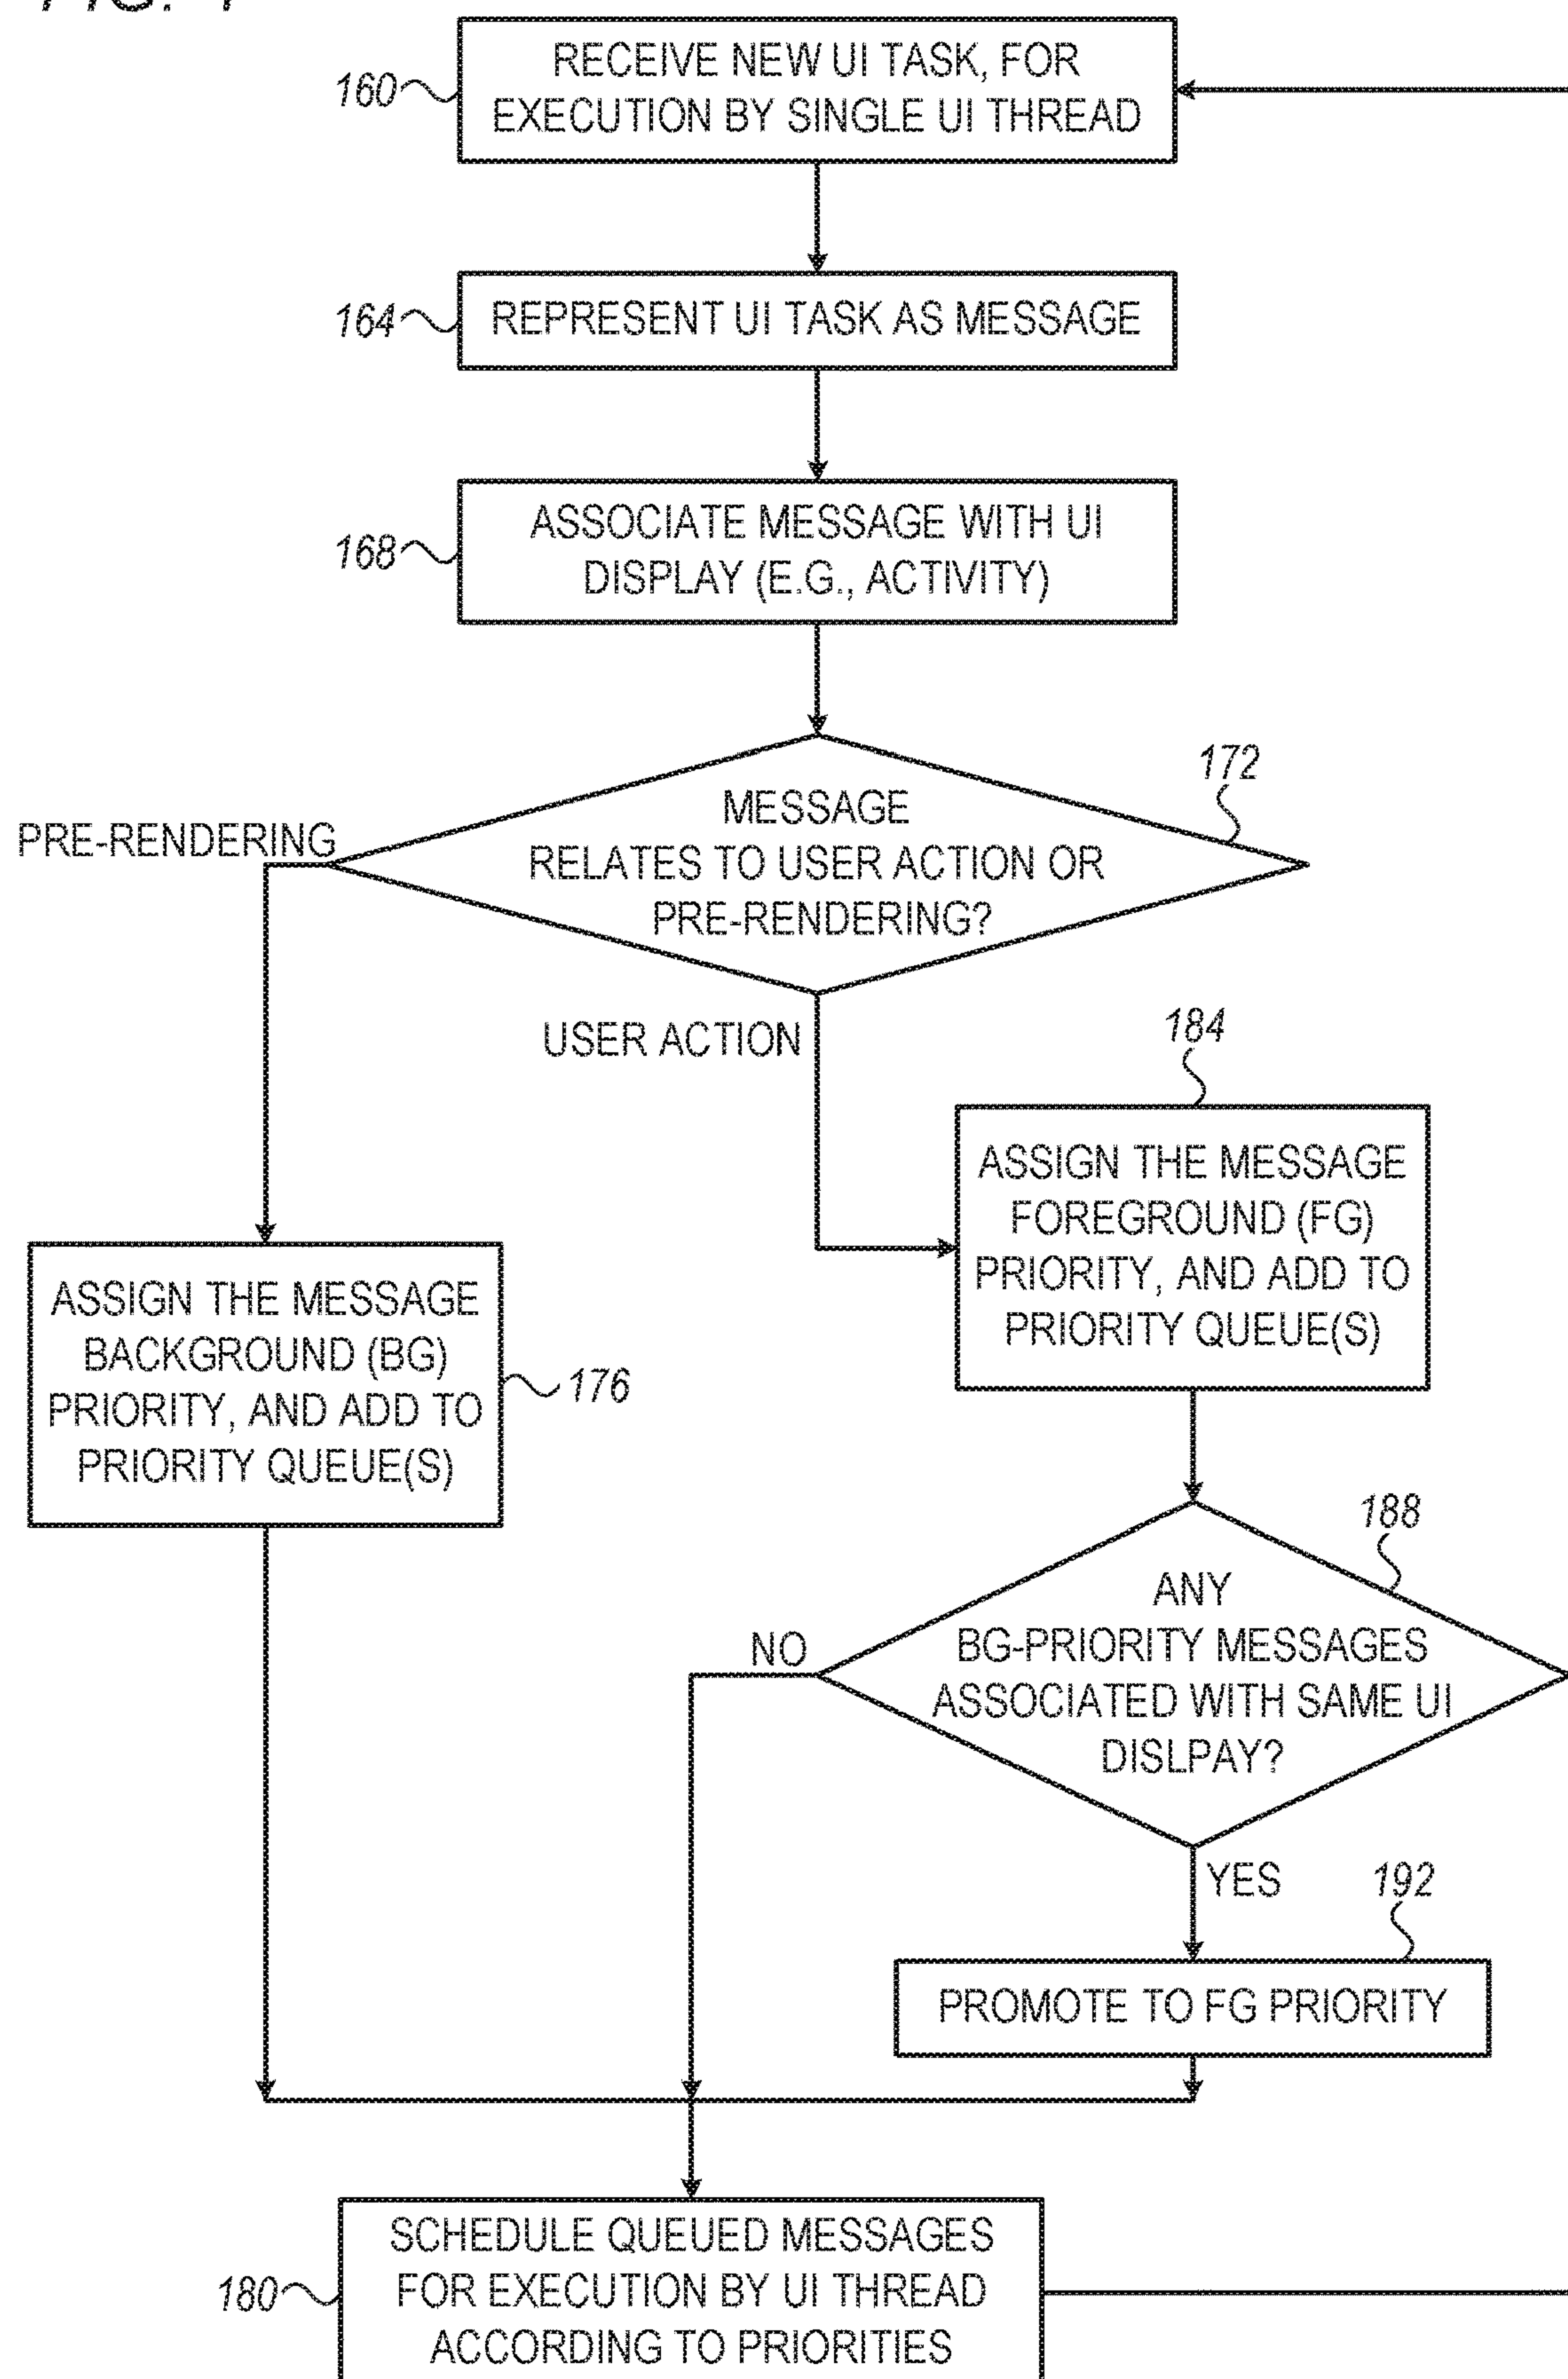 160
RECEIVE NEW UI TASK, FOR
EXECUTION BY SINGLE UI THREAD
164
REPRESENT UI TASK AS MESSAGE
168
ASSOCIATE MESSAGE WITH UI
DISPLAY (E.G., ACTIVITY)
172
MESSAGE
RELATES TO USER ACTION OR
PRE-RENDERING?
PRE-RENDERING
USER ACTION
184
ASSIGN THE MESSAGE
FOREGROUND (FG)
PRIORITY, AND ADD TO
PRIORITY QUEUE(S)
ASSIGN THE MESSAGE
BACKGROUND (BG)
PRIORITY, AND ADD TO
PRIORITY QUEUE(S)
176
188
ANY
BG-PRIORITY MESSAGES
ASSOCIATED WITH SAME UI
DISLPAY?
NO
YES
192
PROMOTE TO FG PRIORITY
180
SCHEDULE QUEUED MESSAGES
FOR EXECUTION BY UI THREAD
ACCORDING TO PRIORITIES